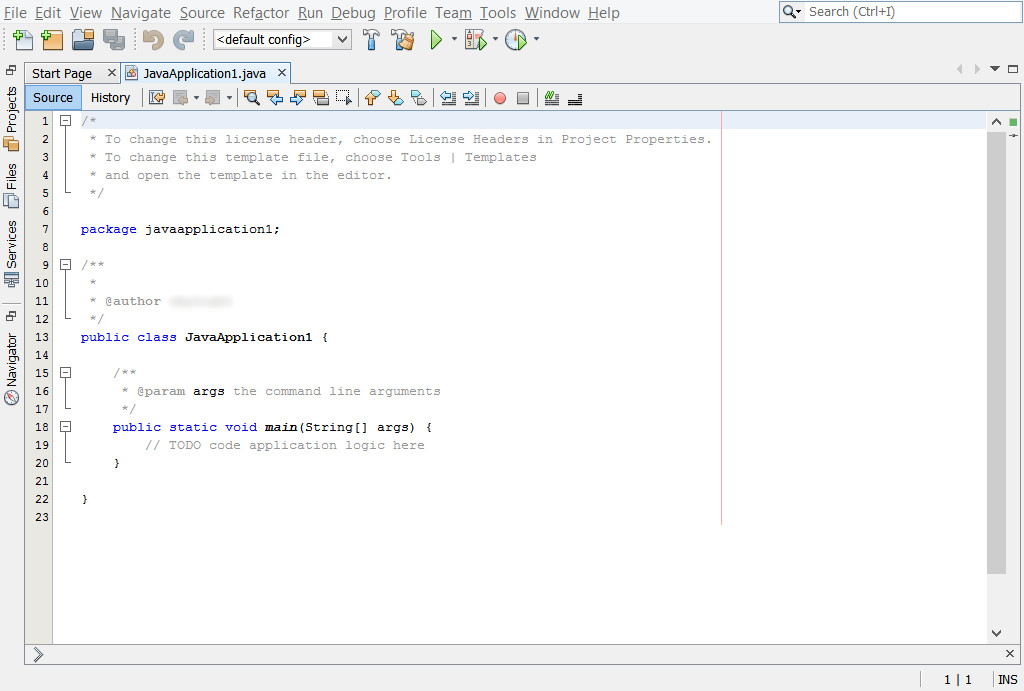 File Edit View Navigate Source Refactor Run Debug Profile Team Tools Window Help
Search (Ctrl+I)
<default config>
Start Page
JavaApplication1.java
Source History
Projects
Files
Services
Navigator
1 /*
2 * To change this license header, choose License Headers in Project Properties.
3 * To change this template file, choose Tools | Templates
4 * and open the template in the editor.
5 */
6
7 package javaapplication1;
8
9 /**
10 *
11 * @author
12 */
13 public class JavaApplication1 {
14
15 /**
16 * @param args the command line arguments
17 */
18 public static void main(String[] args) {
19 // TODO code application logic here
20 }
21
22 }
23
1 | 1 INS